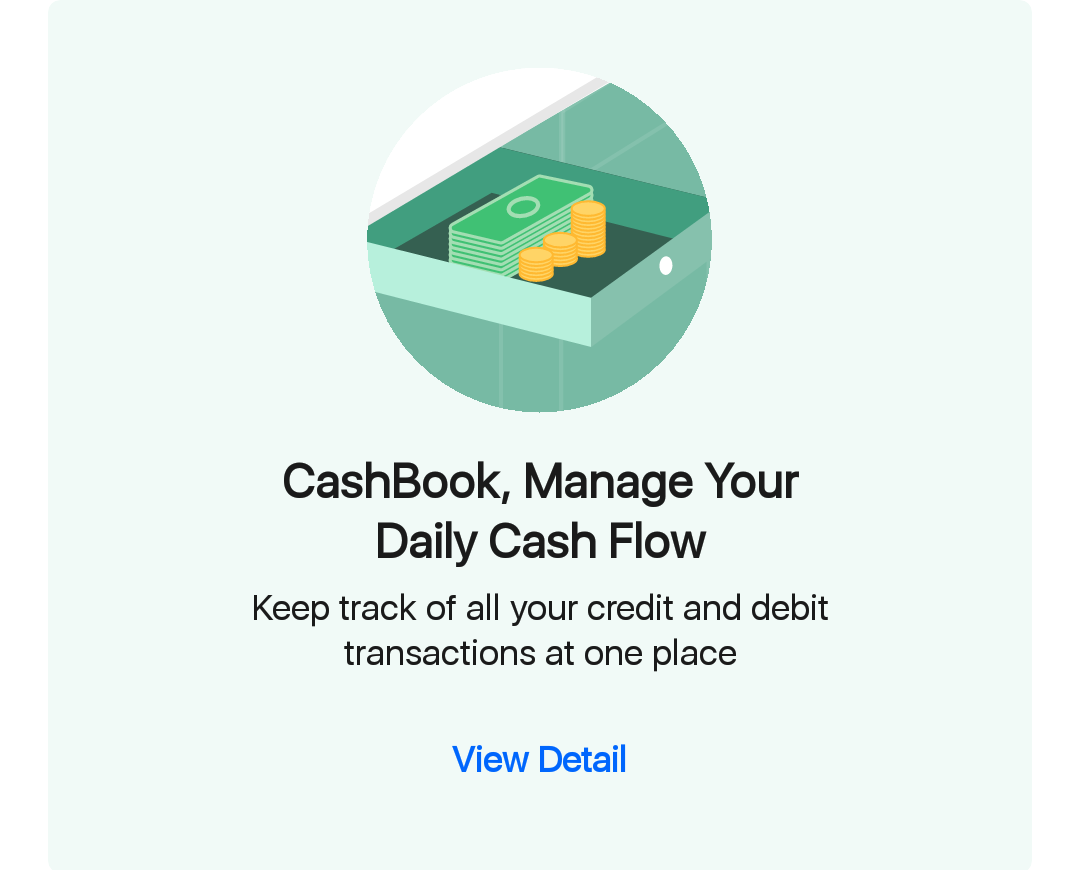 CashBook, Manage Your
Daily Cash Flow
Keep track of all your credit and debit
transactions at one place
View Detail